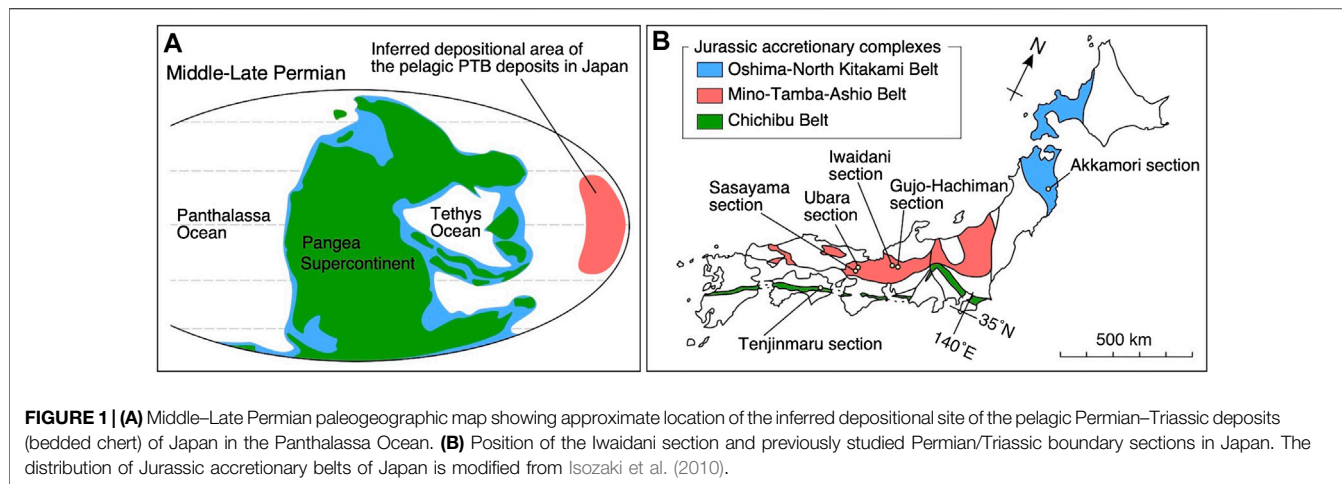 A
Middle-Late Permian
Inferred depositional area of
the pelagic PTB deposits in Japan
Panthalassa
Ocean
Pangea
Supercontinent
Tethys
Ocean
B
Jurassic accretionary complexes
Oshima-North Kitakami Belt
Mino-Tamba-Ashio Belt
Chichibu Belt
N
Akkamori section
Iwaidani
section
Gujo-Hachiman
section
Sasayama
section
Ubara
section
Tenjinmaru section
35°N
140°E
500 km
FIGURE 1 | (A) Middle–Late Permian paleogeographic map showing approximate location of the inferred depositional site of the pelagic Permian–Triassic deposits
(bedded chert) of Japan in the Panthalassa Ocean. (B) Position of the Iwaidani section and previously studied Permian/Triassic boundary sections in Japan. The
distribution of Jurassic accretionary belts of Japan is modified from Isozaki et al. (2010).